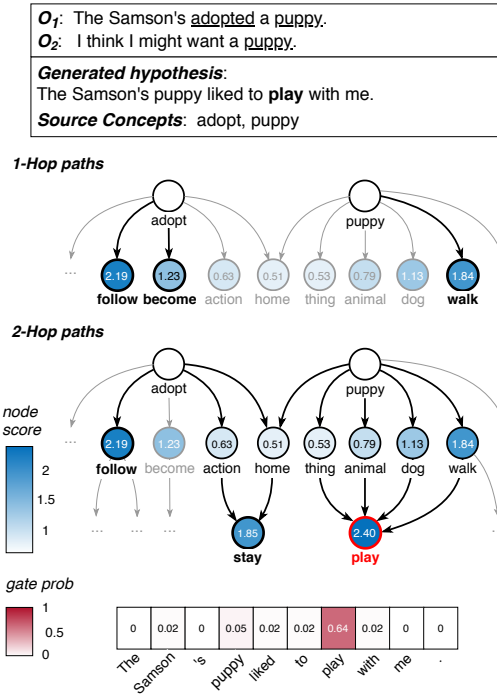 O1: The Samson's adopted a puppy.
O2: I think I might want a puppy.
Generated hypothesis:
The Samson's puppy liked to play with me.
Source Concepts: adopt, puppy
1-Hop paths
adopt puppy
... 2.19 1.23 0.63 0.51 0.53 0.79 1.13 1.84 ...
follow become action home thing animal dog walk
2-Hop paths
adopt puppy
node
score
... 2.19 1.23 0.63 0.51 0.53 0.79 1.13 1.84 ...
follow become action home thing animal dog walk
2
1.5
1
... ... ... 1.85 2.40 ...
stay play
gate prob
1
0.5
0
0 0.02 0 0.05 0.02 0.02 0.64 0.02 0 0
The Samson 's puppy liked to play with me .